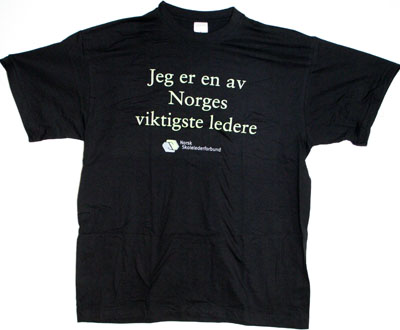 Jeg er en av
Norges
viktigste ledere
Norsk
Skolelederforbund